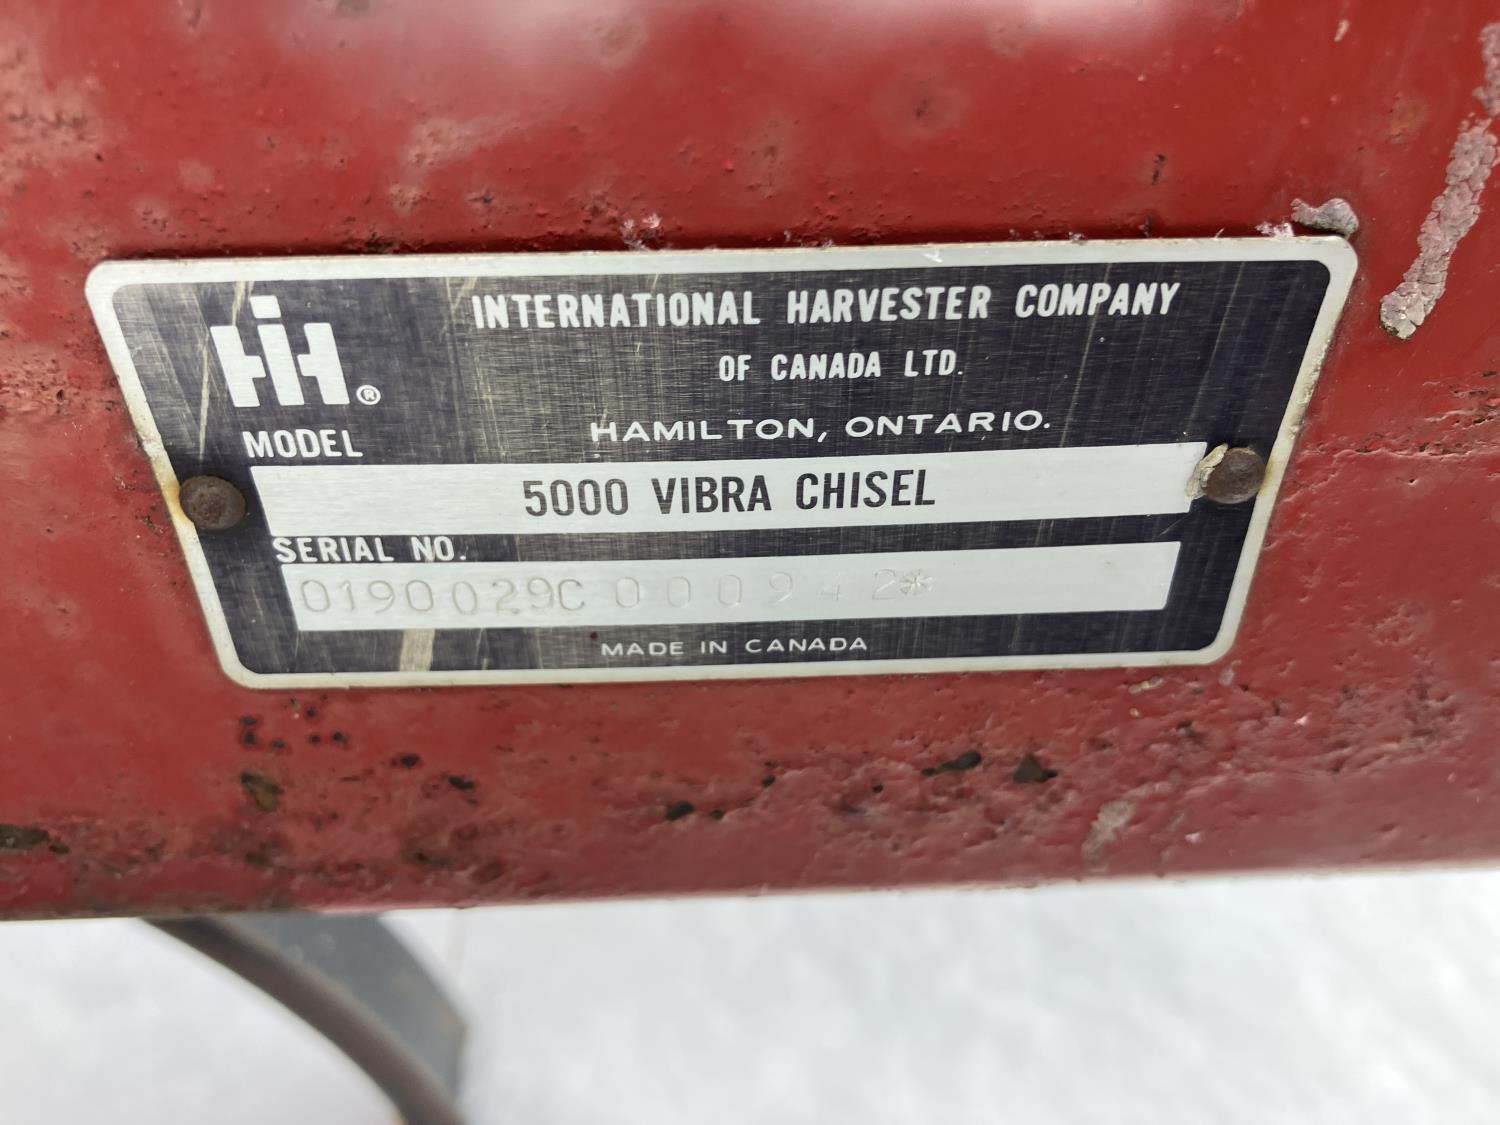 IH®
INTERNATIONAL HARVESTER COMPANY
OF CANADA LTD.
HAMILTON, ONTARIO.
MODEL
5000 VIBRA CHISEL
SERIAL NO.
0190029C000942*
MADE IN CANADA